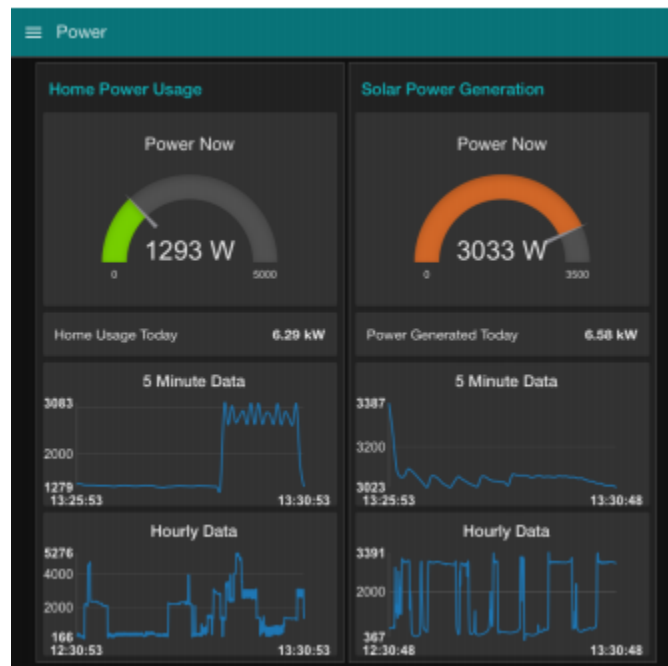 Power
Home Power Usage
Power Now
1293 W
0 5000
Home Usage Today 6.29 kW
5 Minute Data
3083
2000
1279
13:25:53 13:30:53
Hourly Data
5276
4000
2000
166
12:30:53 13:30:53
Solar Power Generation
Power Now
3033 W
0 3500
Power Generated Today 6.58 kW
5 Minute Data
3387
3200
3023
13:25:53 13:30:48
Hourly Data
3391
2000
367
12:30:48 13:30:48